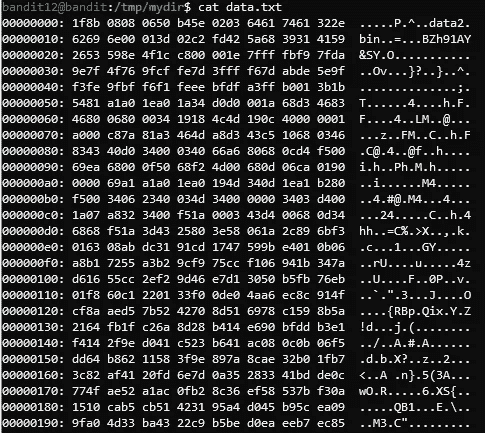 bandit12@bandit:/tmp/mydir$ cat data.txt
00000000: 1f8b 0808 0650 b45e 0203 6461 7461 322e  .....P.^..data2.
00000010: 6269 6e00 013d 02c2 fd42 5a68 3931 4159  bin..=...BZh91AY
00000020: 2653 598e 4f1c c800 001e 7fff fbf9 7fda  &SY.O...........
00000030: 9e7f 4f76 9fcf fe7d 3fff f67d abde 5e9f  ..Ov...}?..}..^.
00000040: f3fe 9fbf f6f1 feee bfdf a3ff b001 3b1b  ..............;.
00000050: 5481 a1a0 1ea0 1a34 d0d0 001a 68d3 4683  T......4....h.F.
00000060: 4680 0680 0034 1918 4c4d 190c 4000 0001  F....4..LM..@...
00000070: a000 c87a 81a3 464d a8d3 43c5 1068 0346  ...z..FM..C..h.F
00000080: 8343 40d0 3400 0340 66a6 8068 0cd4 f500  .C@.4..@f..h....
00000090: 69ea 6800 0f50 68f2 4d00 680d 06ca 0190  i.h..Ph.M.h.....
000000a0: 0000 69a1 a1a0 1ea0 194d 340d 1ea1 b280  ..i......M4.....
000000b0: f500 3406 2340 034d 3400 0000 3403 d400  ..4.#@.M4...4...
000000c0: 1a07 a832 3400 f51a 0003 43d4 0068 0d34  ...24.....C..h.4
000000d0: 6868 f51a 3d43 2580 3e58 061a 2c89 6bf3  hh..=C%.>X..,.k.
000000e0: 0163 08ab dc31 91cd 1747 599b e401 0b06  .c...1...GY.....
000000f0: a8b1 7255 a3b2 9cf9 75cc f106 941b 347a  ..rU....u.....4z
00000100: d616 55cc 2ef2 9d46 e7d1 3050 b5fb 76eb  ..U....F..0P..v.
00000110: 01f8 60c1 2201 33f0 0de0 4aa6 ec8c 914f  ..`.".3...J....O
00000120: cf8a aed5 7b52 4270 8d51 6978 c159 8b5a  ....{RBp.Qix.Y.Z
00000130: 2164 fb1f c26a 8d28 b414 e690 bfdd b3e1  !d...j.(........
00000140: f414 2f9e d041 c523 b641 ac08 0c0b 06f5  ../..A.#.A......
00000150: dd64 b862 1158 3f9e 897a 8cae 32b0 1fb7  .d.b.X?..z..2...
00000160: 3c82 af41 20fd 6e7d 0a35 2833 41bd de0c  <..A .n}.5(3A...
00000170: 774f ae52 a1ac 0fb2 8c36 ef58 537b f30a  wO.R.....6.XS{..
00000180: 1510 cab5 cb51 4231 95a4 d045 b95c ea09  .....QB1...E.\..
00000190: 9fa0 4d33 ba43 22c9 b5be d0ea eeb7 ec85  ..M3.C".........